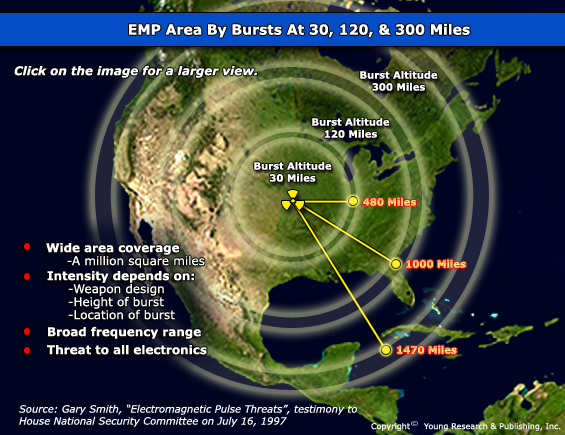 EMP Area By Bursts At 30, 120, & 300 Miles
Click on the image for a larger view.
Burst Altitude
300 Miles
Burst Altitude
120 Miles
Burst Altitude
30 Miles
480 Miles
1000 Miles
1470 Miles
Wide area coverage
-A million square miles
Intensity depends on:
-Weapon design
-Height of burst
-Location of burst
Broad frequency range
Threat to all electronics
Source: Gary Smith, "Electromagnetic Pulse Threats", testimony to
House National Security Committee on July 16, 1997
Copyright© Young Research & Publishing, Inc.